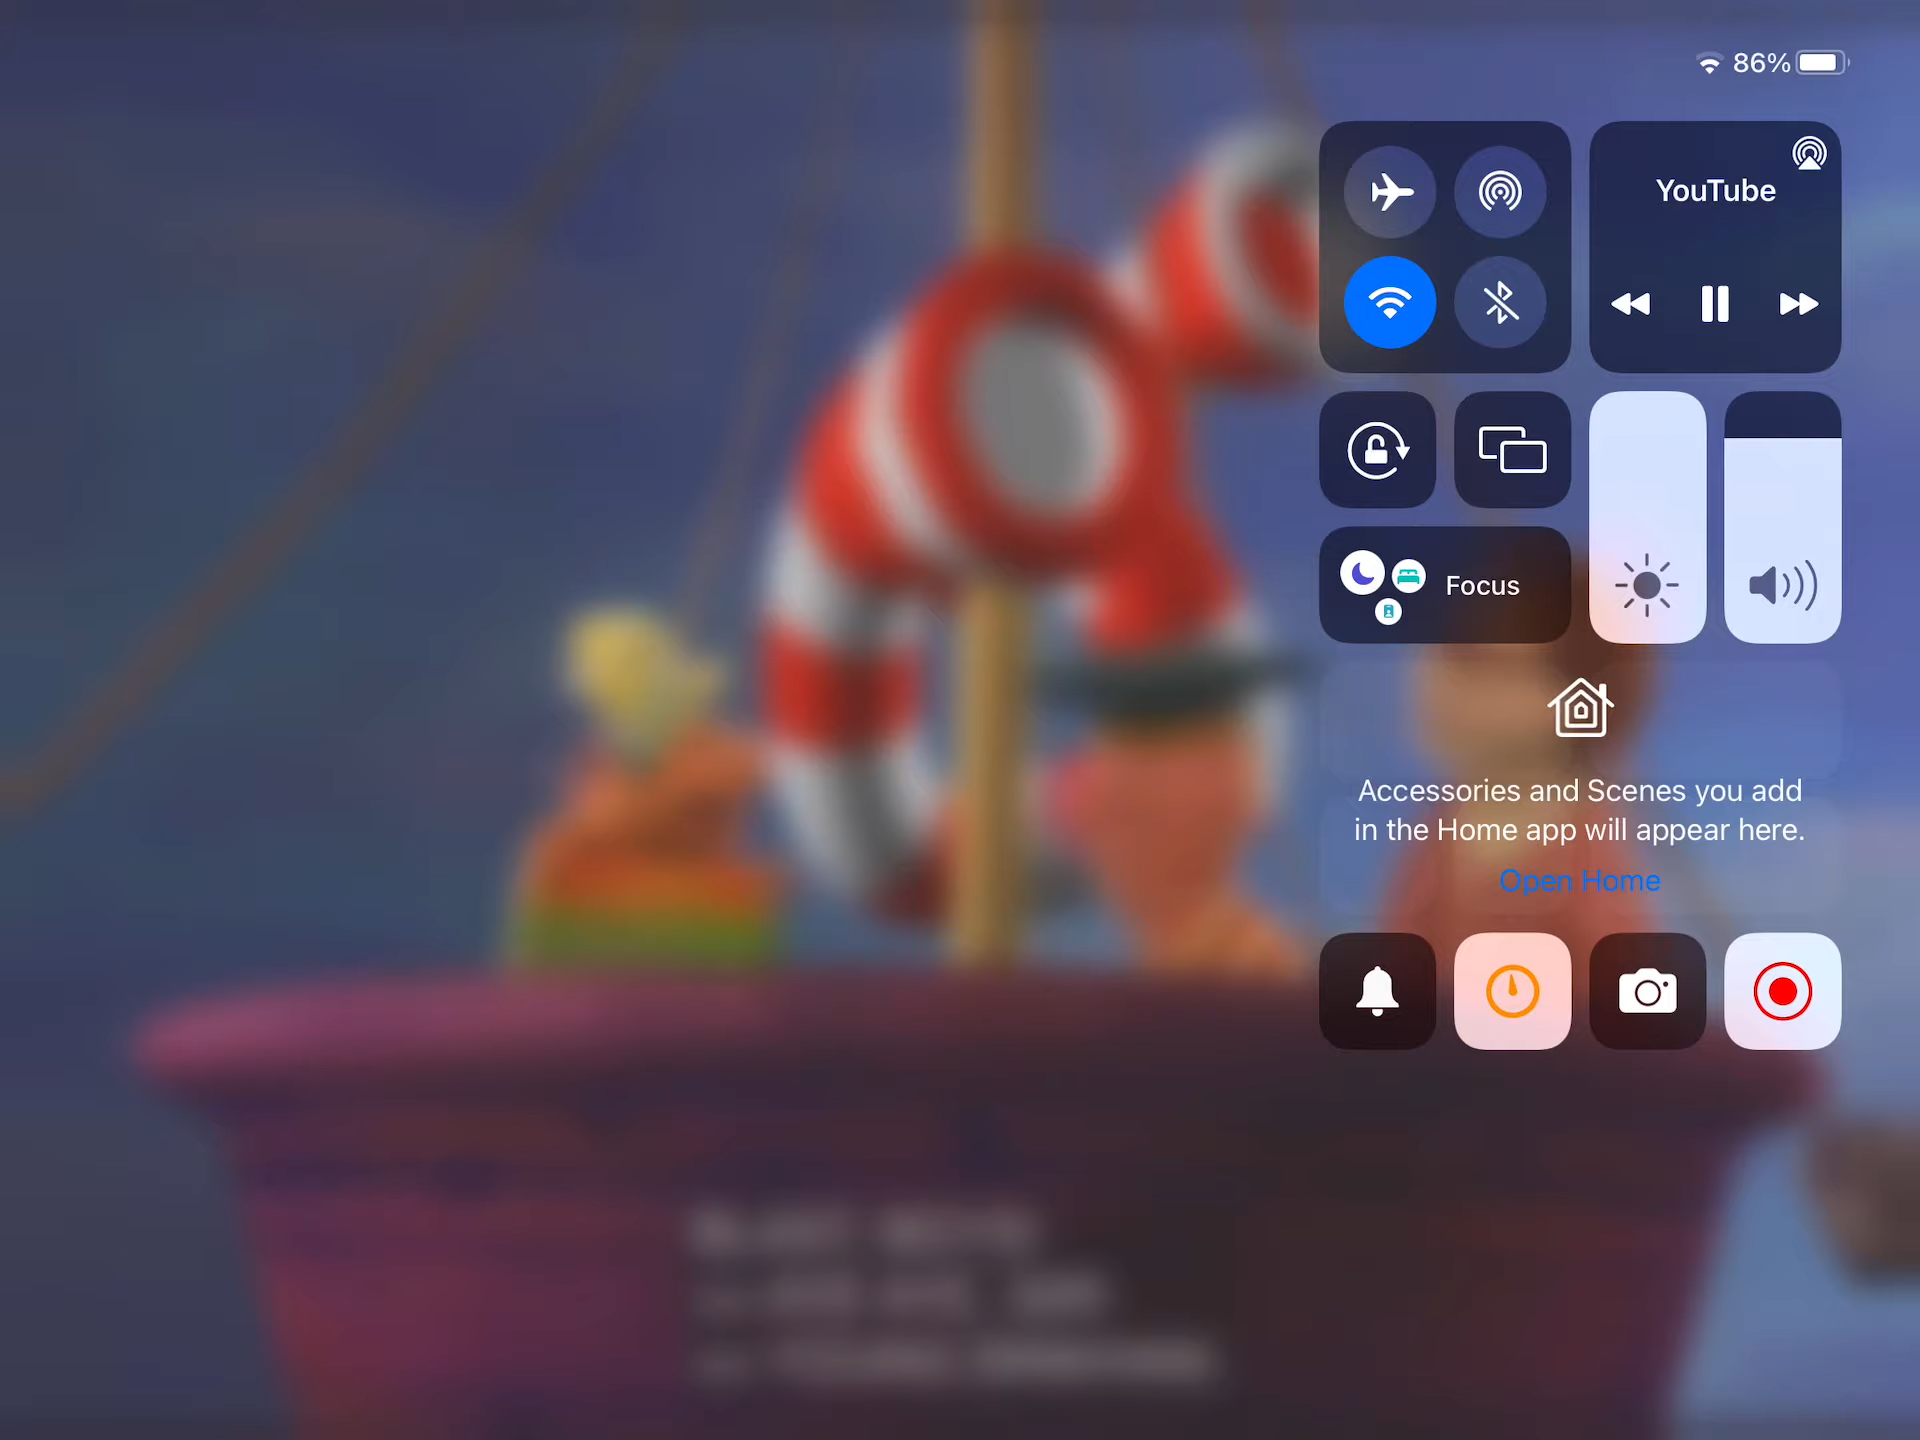 86%
YouTube
Focus
Accessories and Scenes you add
in the Home app will appear here.
Open Home